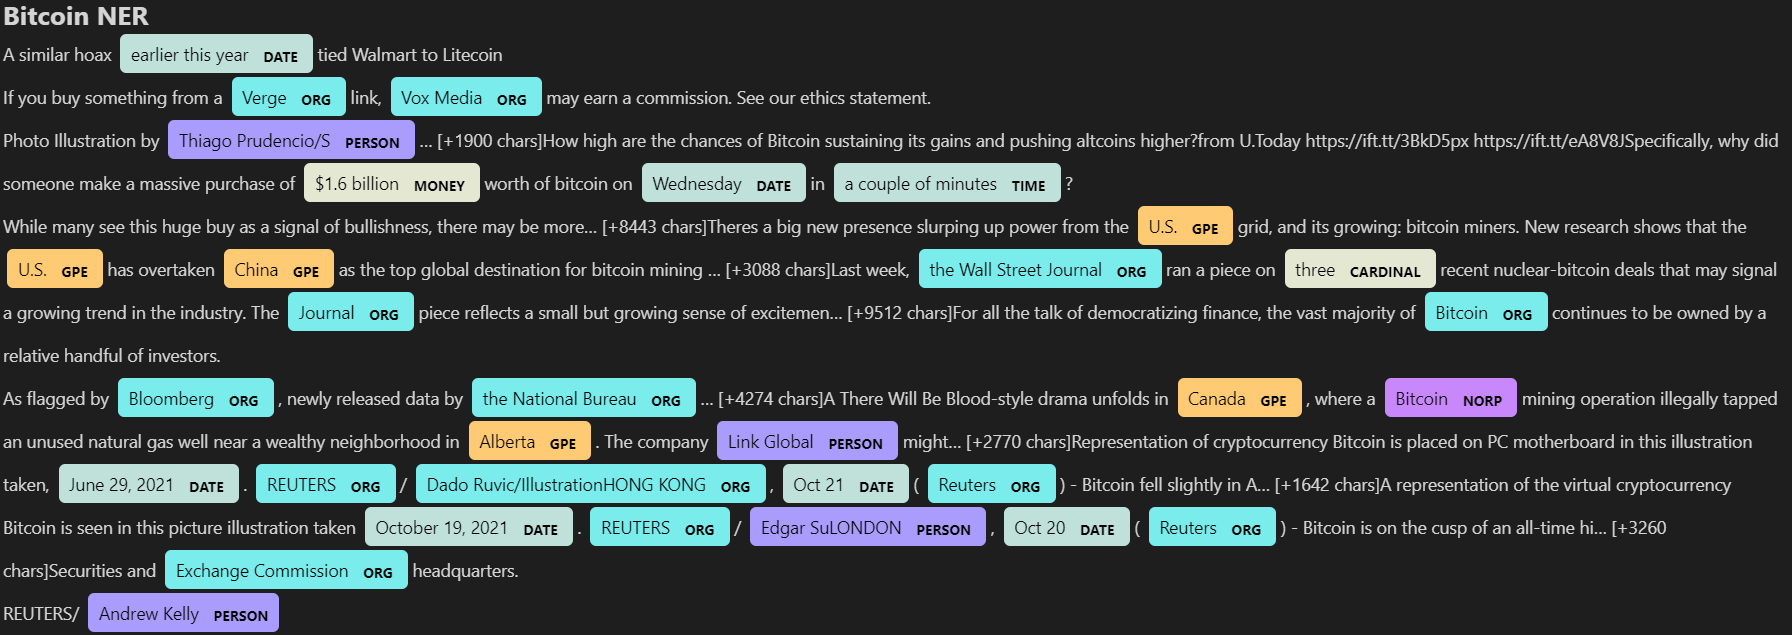 Bitcoin NER
A similar hoax earlier this year DATE tied Walmart to Litecoin
If you buy something from a Verge ORG link, Vox Media ORG may earn a commission. See our ethics statement.
Photo Illustration by Thiago Prudencio/S PERSON ... [+1900 chars]How high are the chances of Bitcoin sustaining its gains and pushing altcoins higher?from U.Today https://ift.tt/3BkD5px https://ift.tt/eA8V8JSpecifically, why did
someone make a massive purchase of $1.6 billion MONEY worth of bitcoin on Wednesday DATE in a couple of minutes TIME ?
While many see this huge buy as a signal of bullishness, there may be more... [+8443 chars]Theres a big new presence slurping up power from the U.S. GPE grid, and its growing: bitcoin miners. New research shows that the
U.S. GPE has overtaken China GPE as the top global destination for bitcoin mining ... [+3088 chars]Last week, the Wall Street Journal ORG ran a piece on three CARDINAL recent nuclear-bitcoin deals that may signal
a growing trend in the industry. The Journal ORG piece reflects a small but growing sense of excitemen... [+9512 chars]For all the talk of democratizing finance, the vast majority of Bitcoin ORG continues to be owned by a
relative handful of investors.
As flagged by Bloomberg ORG , newly released data by the National Bureau ORG ... [+4274 chars]A There Will Be Blood-style drama unfolds in Canada GPE , where a Bitcoin NORP mining operation illegally tapped
an unused natural gas well near a wealthy neighborhood in Alberta GPE . The company Link Global PERSON might... [+2770 chars]Representation of cryptocurrency Bitcoin is placed on PC motherboard in this illustration
taken, June 29, 2021 DATE . REUTERS ORG / Dado Ruvic/IllustrationHONG KONG ORG , Oct 21 DATE ( Reuters ORG ) - Bitcoin fell slightly in A... [+1642 chars]A representation of the virtual cryptocurrency
Bitcoin is seen in this picture illustration taken October 19, 2021 DATE . REUTERS ORG / Edgar SuLONDON PERSON , Oct 20 DATE ( Reuters ORG ) - Bitcoin is on the cusp of an all-time hi... [+3260
chars]Securities and Exchange Commission ORG headquarters.
REUTERS/ Andrew Kelly PERSON